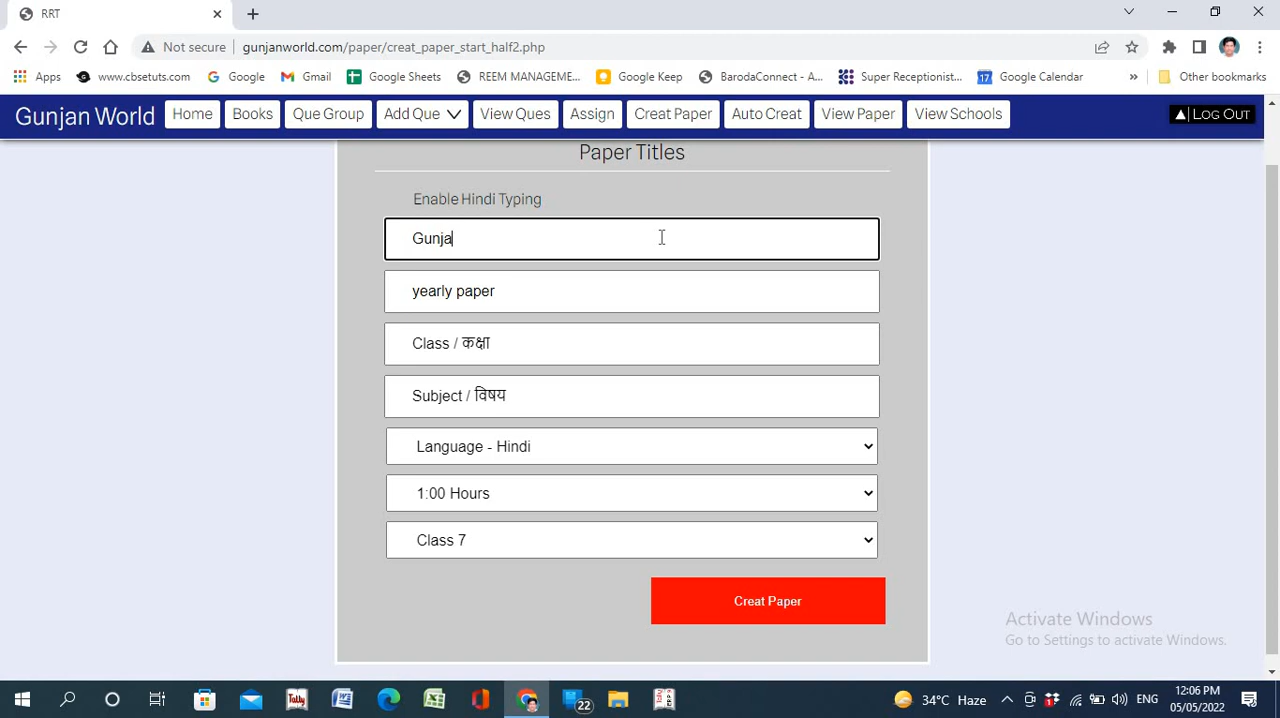 RRT
Not secure gunjanworld.com/paper/creat_paper_start_half2.php
Apps www.cbsetuts.com Google Gmail Google Sheets REEM MANAGEME... Google Keep BarodaConnect - A... Super Receptionist... Google Calendar » Other bookmarks
Gunjan World Home Books Que Group Add Que View Ques Assign Creat Paper Auto Creat View Paper View Schools ▲| LOG OUT
Paper Titles
Enable Hindi Typing
Gunja
yearly paper
Class / कक्षा
Subject / विषय
Language - Hindi
1:00 Hours
Class 7
Creat Paper
Activate Windows
Go to Settings to activate Windows.
22 34°C Haze ENG 12:06 PM
05/05/2022